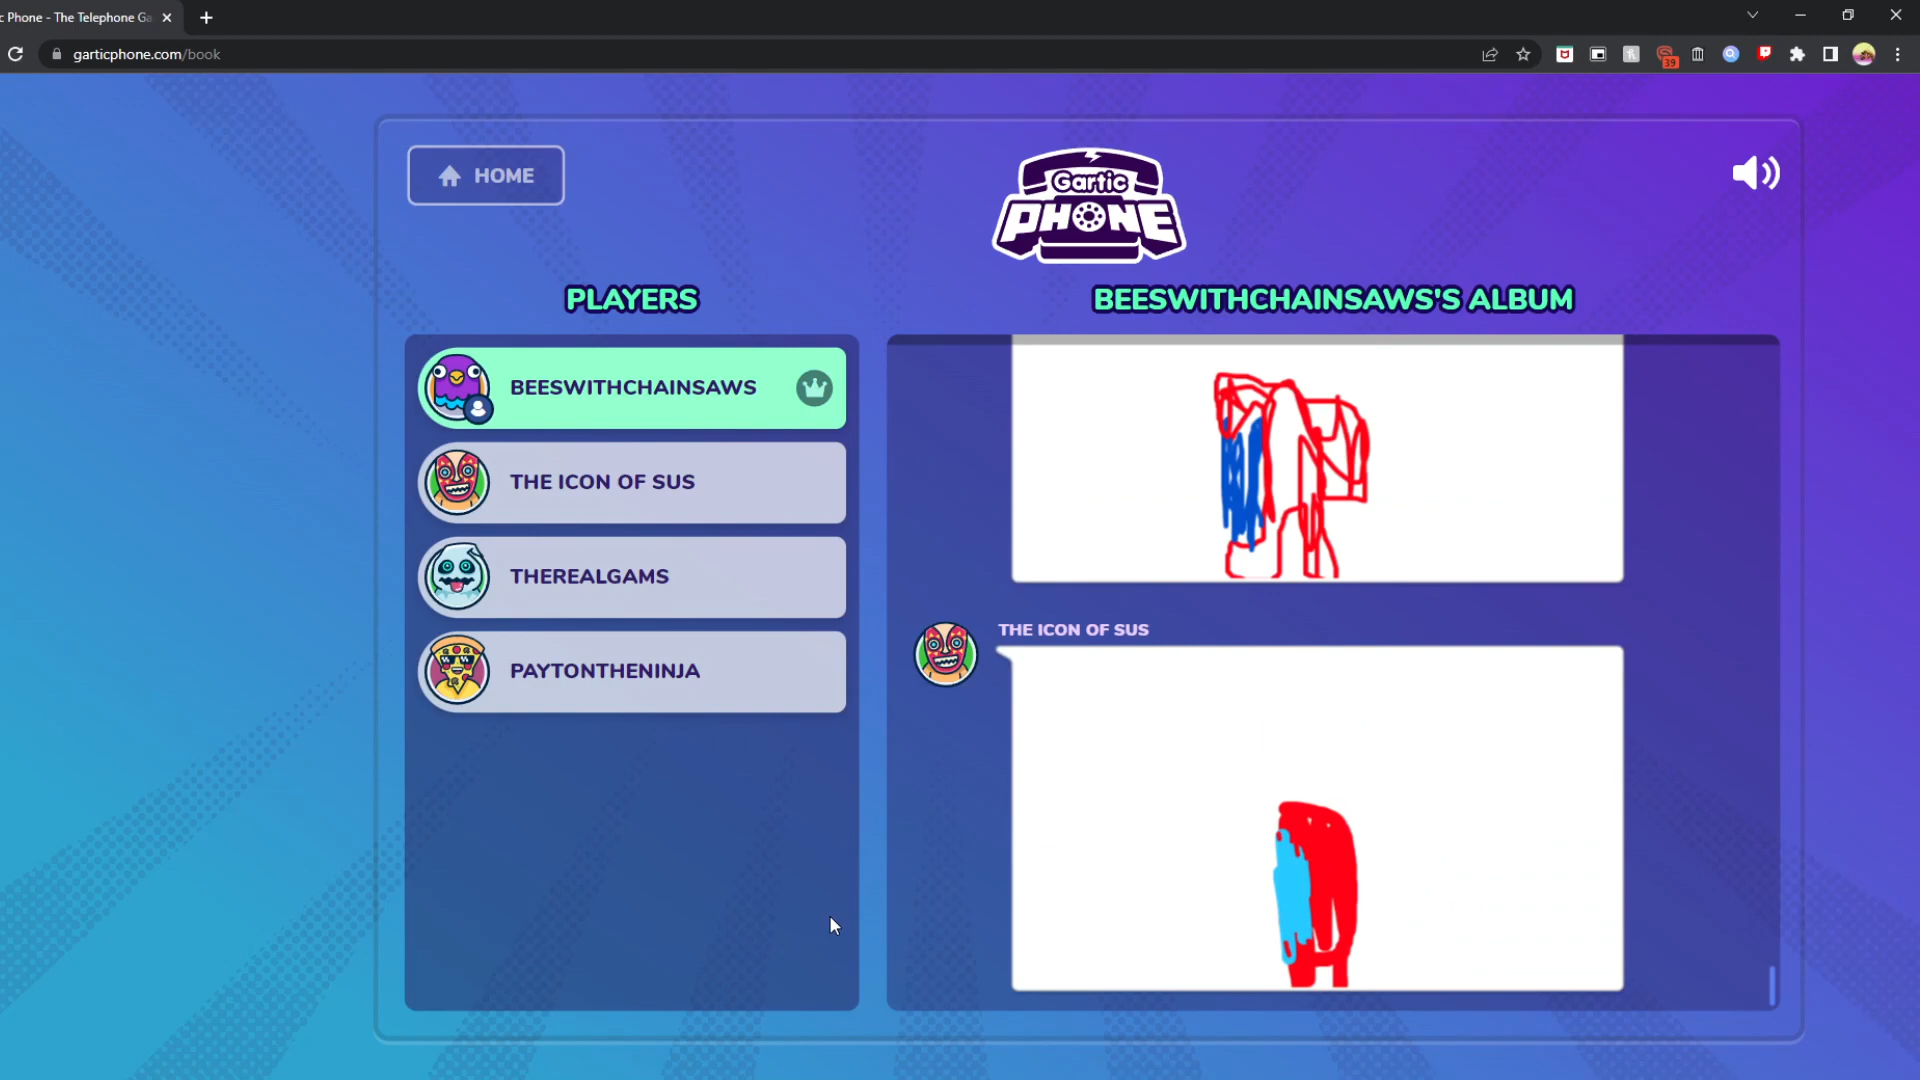 c Phone - The Telephone Ga
garticphone.com/book
39
HOME
Gartic
PHONE
PLAYERS
BEESWITHCHAINSAWS'S ALBUM
BEESWITHCHAINSAWS
THE ICON OF SUS
THEREALGAMS
PAYTONTHENINJA
THE ICON OF SUS